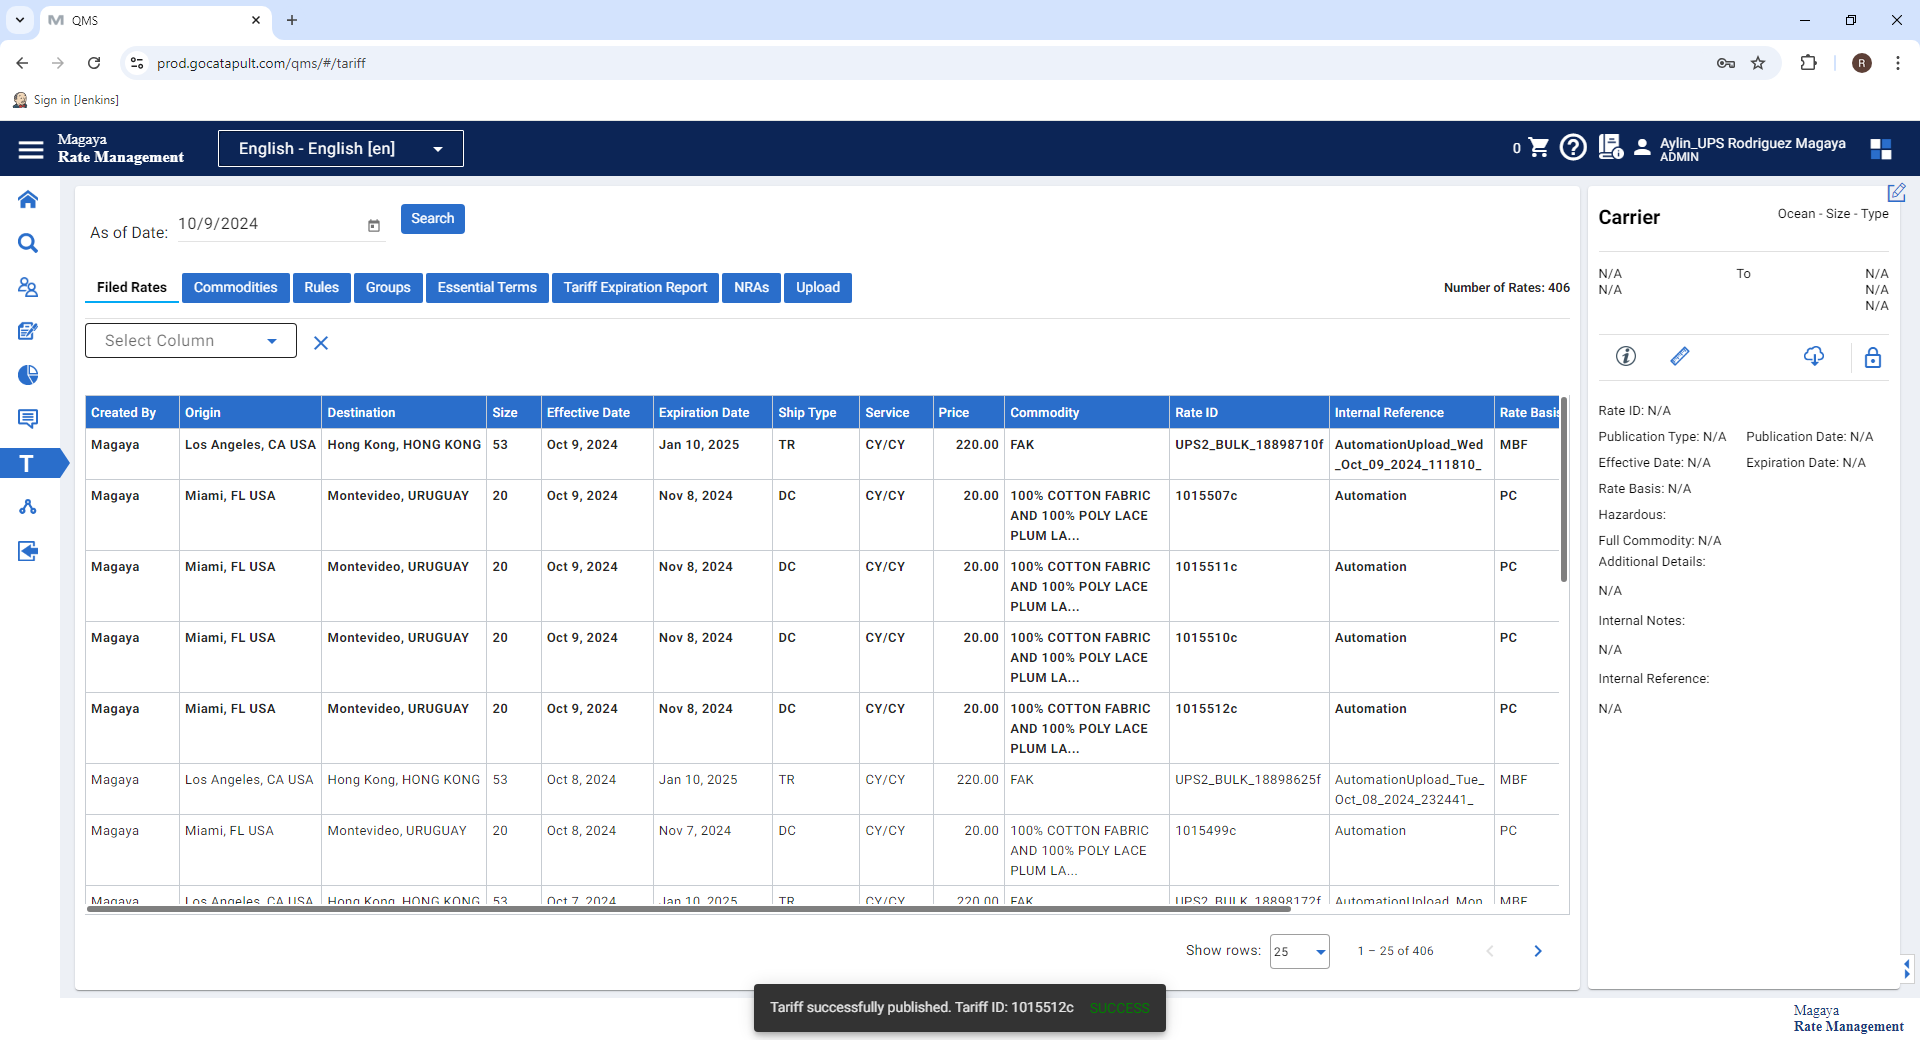 QMS
prod.gocatapult.com/qms/#/tariff
R
Sign in [Jenkins]
Magaya
Rate Management
English - English [en]
0
Aylin_UPS Rodriguez Magaya
ADMIN
As of Date: 10/9/2024 Search
Filed Rates Commodities Rules Groups Essential Terms Tariff Expiration Report NRAs Upload
Number of Rates: 406
Select Column
Created By Origin Destination Size Effective Date Expiration Date Ship Type Service Price Commodity Rate ID Internal Reference Rate Basis
Magaya Los Angeles, CA USA Hong Kong, HONG KONG 53 Oct 9, 2024 Jan 10, 2025 TR CY/CY 220.00 FAK UPS2_BULK_18898710f AutomationUpload_Wed MBF
_Oct_09_2024_111810_
Magaya Miami, FL USA Montevideo, URUGUAY 20 Oct 9, 2024 Nov 8, 2024 DC CY/CY 20.00 100% COTTON FABRIC 1015507c Automation PC
AND 100% POLY LACE
PLUM LA...
Magaya Miami, FL USA Montevideo, URUGUAY 20 Oct 9, 2024 Nov 8, 2024 DC CY/CY 20.00 100% COTTON FABRIC 1015511c Automation PC
AND 100% POLY LACE
PLUM LA...
Magaya Miami, FL USA Montevideo, URUGUAY 20 Oct 9, 2024 Nov 8, 2024 DC CY/CY 20.00 100% COTTON FABRIC 1015510c Automation PC
AND 100% POLY LACE
PLUM LA...
Magaya Miami, FL USA Montevideo, URUGUAY 20 Oct 9, 2024 Nov 8, 2024 DC CY/CY 20.00 100% COTTON FABRIC 1015512c Automation PC
AND 100% POLY LACE
PLUM LA...
Magaya Los Angeles, CA USA Hong Kong, HONG KONG 53 Oct 8, 2024 Jan 10, 2025 TR CY/CY 220.00 FAK UPS2_BULK_18898625f AutomationUpload_Tue_ MBF
Oct_08_2024_232441_
Magaya Miami, FL USA Montevideo, URUGUAY 20 Oct 8, 2024 Nov 7, 2024 DC CY/CY 20.00 100% COTTON FABRIC 1015499c Automation PC
AND 100% POLY LACE
PLUM LA...
Magaya Los Angeles, CA USA Hong Kong, HONG KONG 53 Oct 7, 2024 Jan 10, 2025 TR CY/CY 220.00 FAK UPS2_BULK_18898172f AutomationUpload_Mon MBF
Show rows: 25 1 – 25 of 406
Carrier Ocean - Size - Type
N/A To N/A
N/A N/A
N/A
Rate ID: N/A
Publication Type: N/A Publication Date: N/A
Effective Date: N/A Expiration Date: N/A
Rate Basis: N/A
Hazardous:
Full Commodity: N/A
Additional Details:
N/A
Internal Notes:
N/A
Internal Reference:
N/A
T
Tariff successfully published. Tariff ID: 1015512c SUCCESS
Magaya
Rate Management